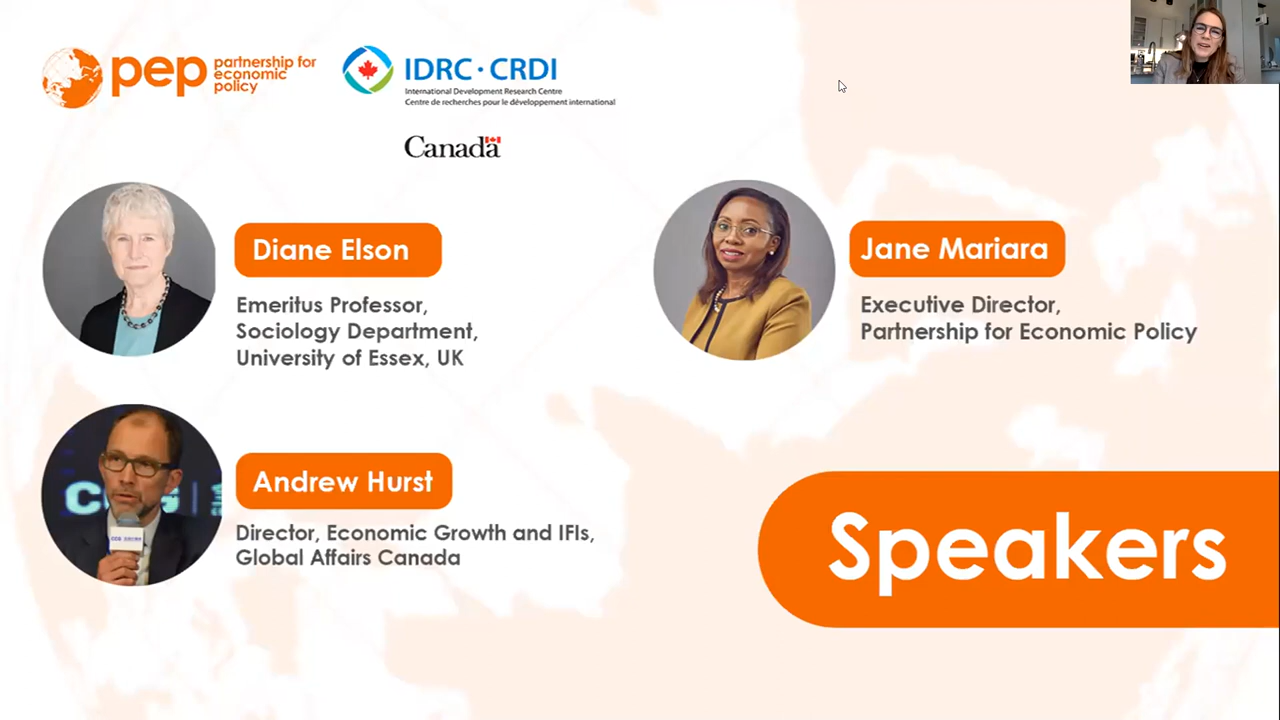 pep partnership for
economic
policy
IDRC · CRDI
International Development Research Centre
Centre de recherches pour le développement international
Canada
Diane Elson
Emeritus Professor,
Sociology Department,
University of Essex, UK
Jane Mariara
Executive Director,
Partnership for Economic Policy
Andrew Hurst
Director, Economic Growth and IFIs,
Global Affairs Canada
Speakers